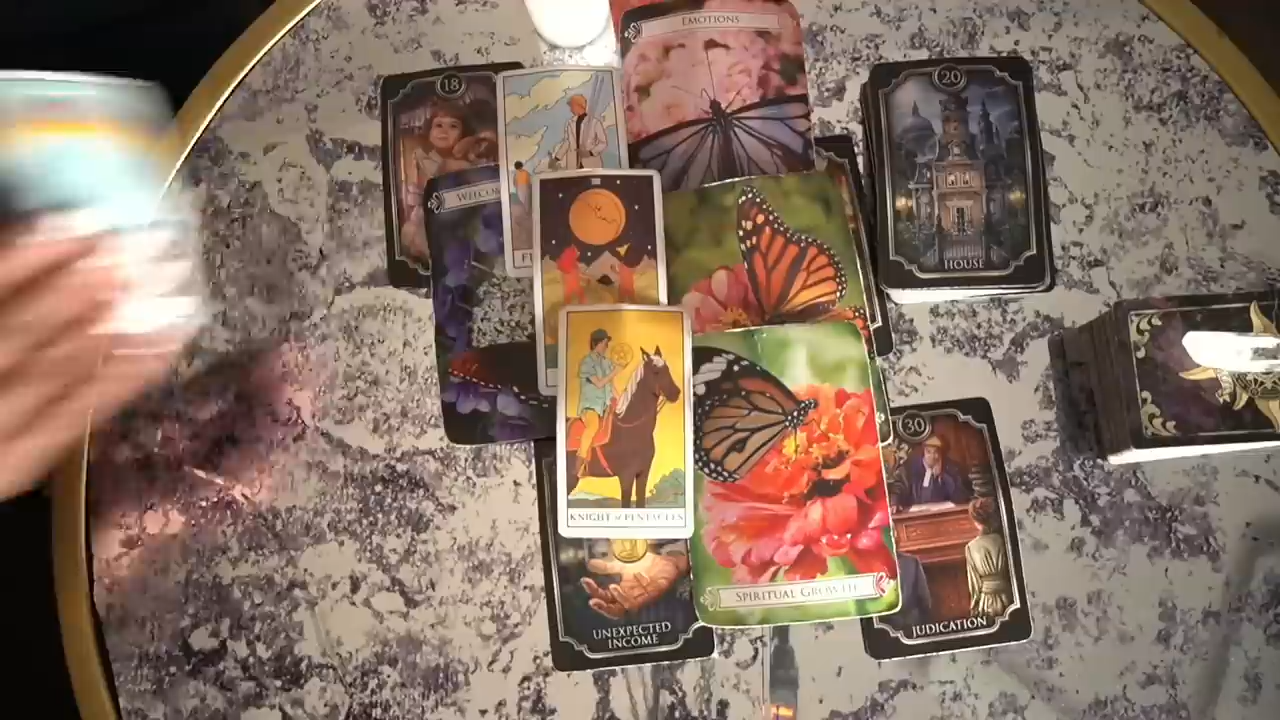 EMOTIONS
18
20
HOUSE
KNIGHT of PENTACLES
30
SPIRITUAL GROWTH
JUDICATION
UNEXPECTED
INCOME